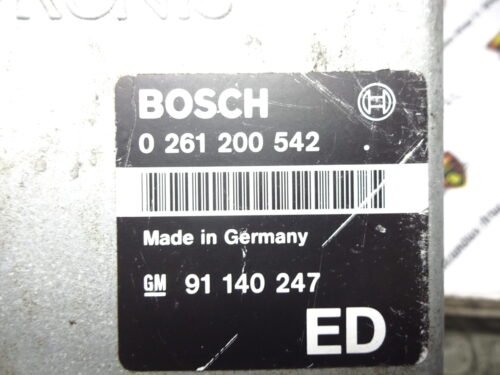 BOSCH
0 261 200 542
Made in Germany
GM 91 140 247
ED